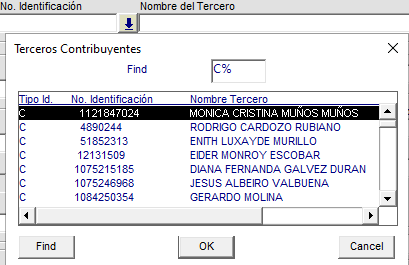 No. Identificación Nombre del Tercero
Terceros Contribuyentes
Find C%
Tipo Id. No. Identificación Nombre Tercero
C 1121847024 MONICA CRISTINA MUÑOS MUÑOS
C 4890244 RODRIGO CARDOZO RUBIANO
C 51852313 ENITH LUXAYDE MURILLO
C 12131509 EIDER MONROY ESCOBAR
C 1075215185 DIANA FERNANDA GALVEZ DURAN
C 1075246968 JESUS ALBEIRO VALBUENA
C 1084250354 GERARDO MOLINA
Find OK Cancel